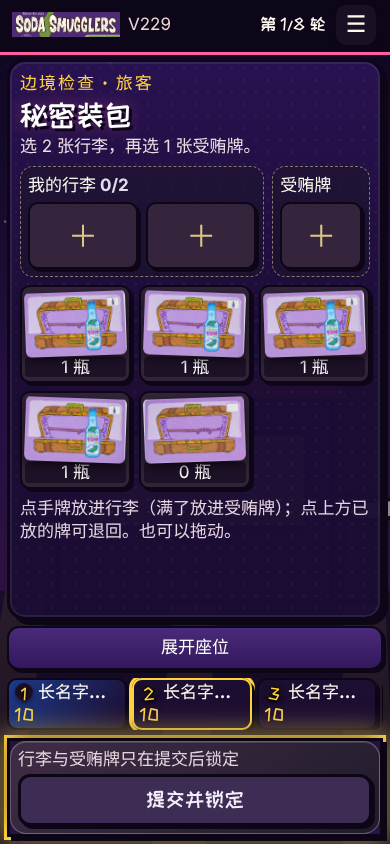 SODA SMUGGLERS V229 第 1/8 轮 ☰
边境检查・旅客
秘密装包
选 2 张行李，再选 1 张受贿牌。
我的行李 0/2 受贿牌
1 瓶 1 瓶 1 瓶
1 瓶 0 瓶
点手牌放进行李（满了放进受贿牌）；点上方已
放的牌可退回。也可以拖动。
展开座位
1 长名字... 2 长名字... 3 长名字...
行李与受贿牌只在提交后锁定
提交并锁定